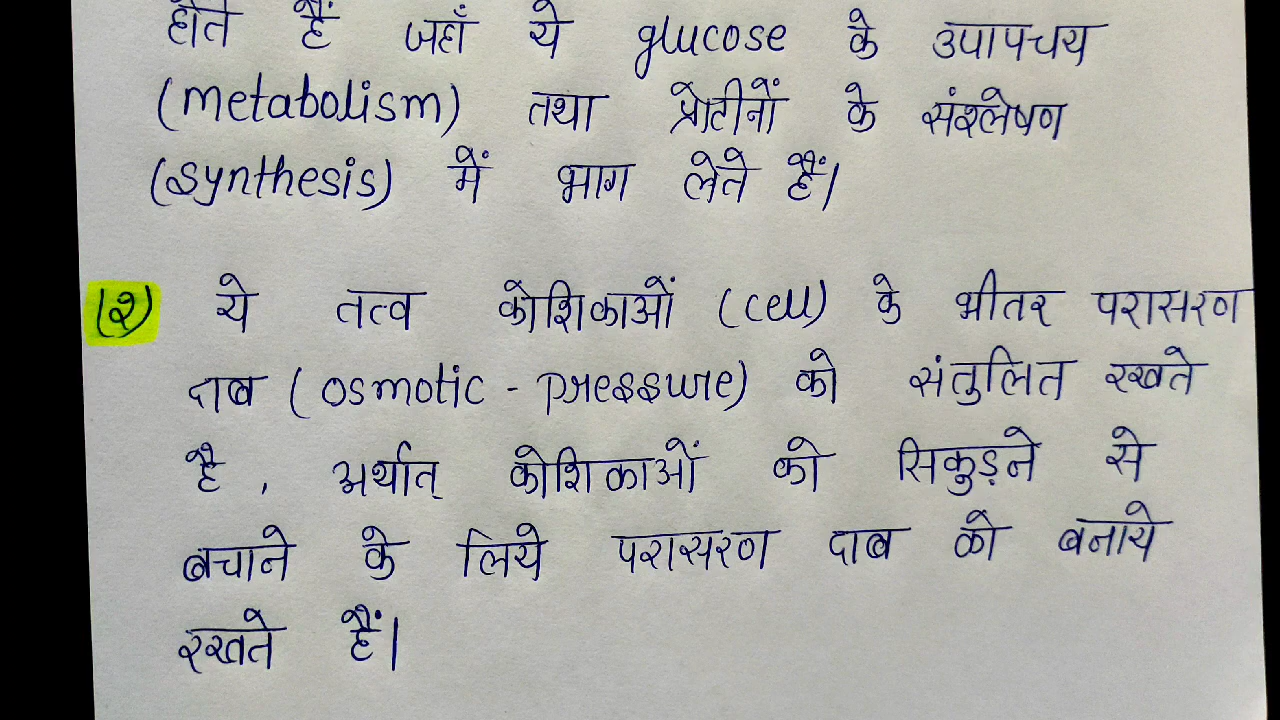 होते हैं जहाँ ये glucose के उपापचय
(metabolism) तथा प्रोटीनों के संश्लेषण
(synthesis) में भाग लेते हैं।
(२) ये तत्व कोशिकाओं (cell) के भीतर परासरण
दाब (osmotic - pressure) को संतुलित रखते
है, अर्थात् कोशिकाओं को सिकुड़ने से
बचाने के लिये परासरण दाब को बनाये
रखते हैं।